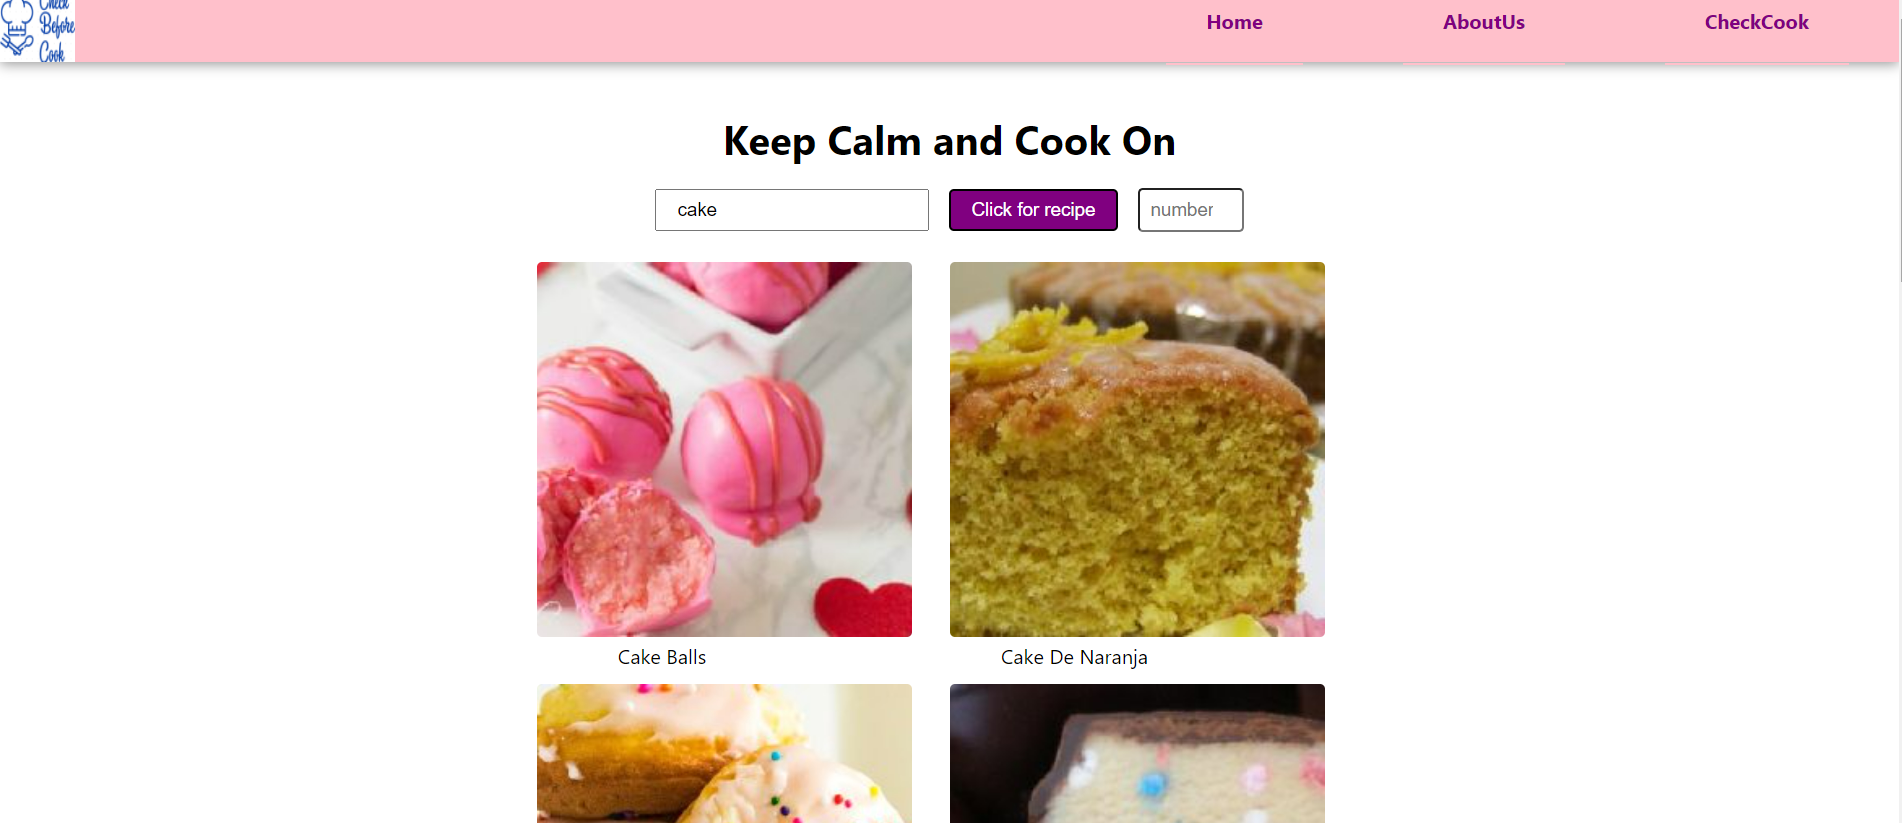 Check
Before
Cook
Home AboutUs CheckCook
Keep Calm and Cook On
cake Click for recipe number
Cake Balls Cake De Naranja